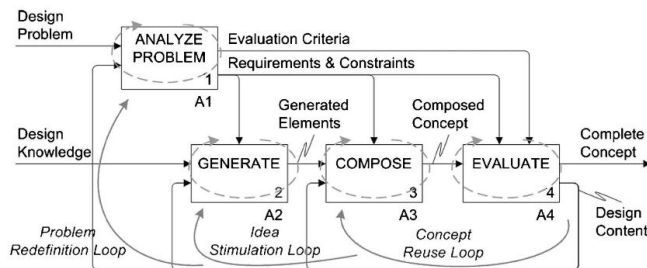 Design
Problem
ANALYZE
PROBLEM
1
A1
Evaluation Criteria
Requirements & Constraints
Generated
Elements
Composed
Concept
Design
Knowledge
GENERATE
2
A2
COMPOSE
3
A3
EVALUATE
4
A4
Complete
Concept
Design
Content
Problem
Redefinition Loop
Idea
Stimulation Loop
Concept
Reuse Loop